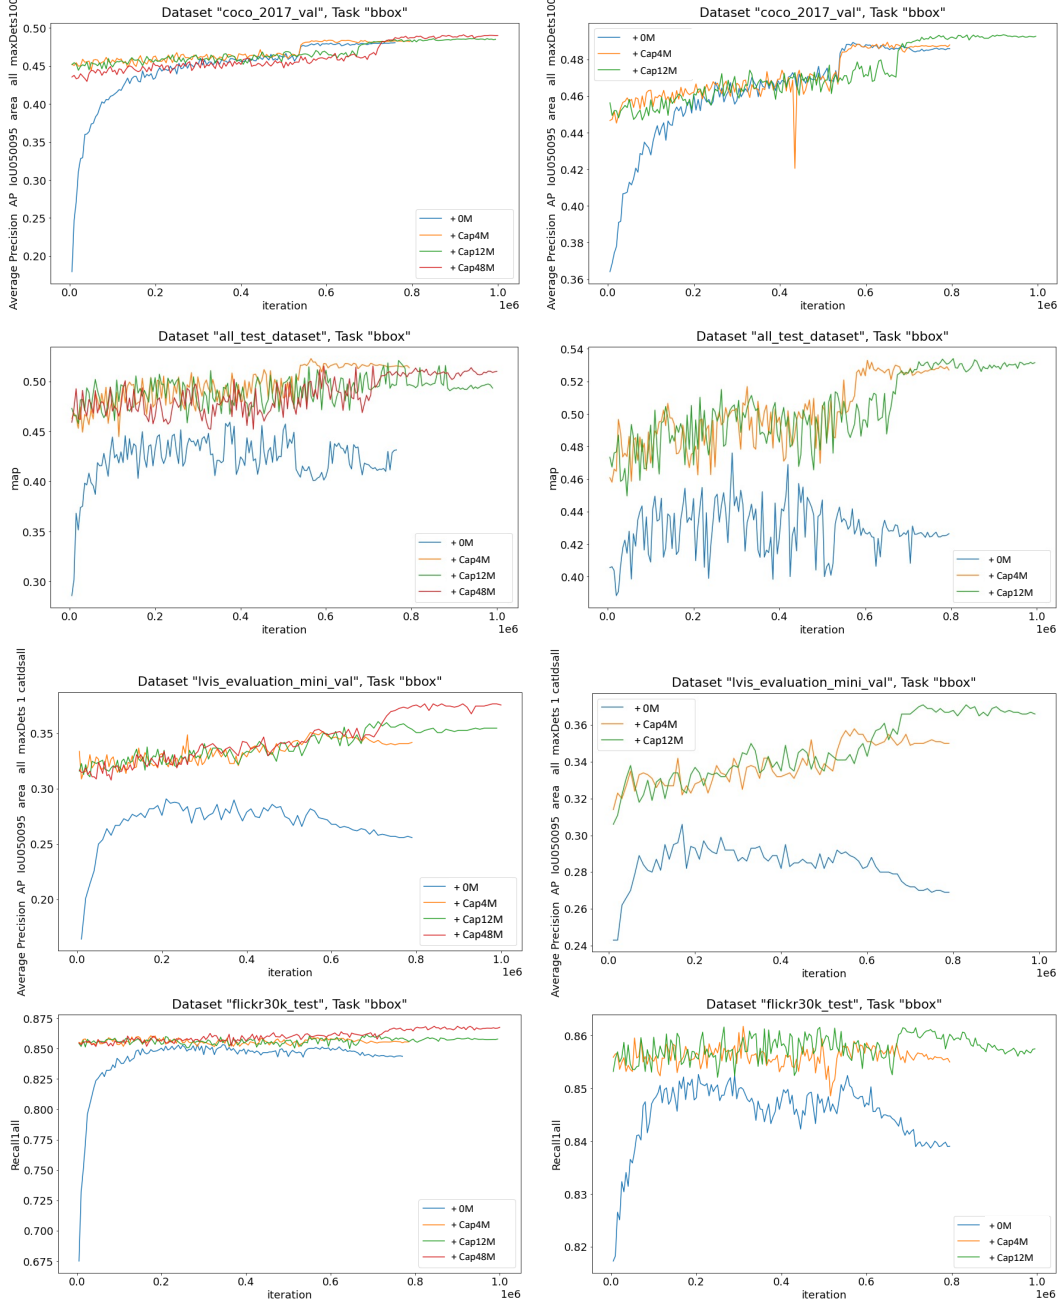 Dataset "coco_2017_val", Task "bbox"
Average Precision AP IoU050095 area all maxDets100
0.50
0.45
0.40
0.35
0.30
0.25
0.20
+ 0M
+ Cap4M
+ Cap12M
+ Cap48M
0.0 0.2 0.4 0.6 0.8 1.0
iteration
1e6
Dataset "coco_2017_val", Task "bbox"
Average Precision AP IoU050095 area all maxDets100
0.48
0.46
0.44
0.42
0.40
0.38
0.36
+ 0M
+ Cap4M
+ Cap12M
0.0 0.2 0.4 0.6 0.8 1.0
iteration
1e6
Dataset "all_test_dataset", Task "bbox"
map
0.50
0.45
0.40
0.35
0.30
+ 0M
+ Cap4M
+ Cap12M
+ Cap48M
0.0 0.2 0.4 0.6 0.8 1.0
iteration
1e6
Dataset "all_test_dataset", Task "bbox"
map
0.54
0.52
0.50
0.48
0.46
0.44
0.42
0.40
+ 0M
+ Cap4M
+ Cap12M
0.0 0.2 0.4 0.6 0.8 1.0
iteration
1e6
Dataset "lvis_evaluation_mini_val", Task "bbox"
Average Precision AP IoU050095 area all maxDets 1 catIdsall
0.35
0.30
0.25
0.20
+ 0M
+ Cap4M
+ Cap12M
+ Cap48M
0.0 0.2 0.4 0.6 0.8 1.0
iteration
1e6
Dataset "lvis_evaluation_mini_val", Task "bbox"
Average Precision AP IoU050095 area all maxDets 1 catIdsall
0.36
0.34
0.32
0.30
0.28
0.26
0.24
+ 0M
+ Cap4M
+ Cap12M
0.0 0.2 0.4 0.6 0.8 1.0
iteration
1e6
Dataset "flickr30k_test", Task "bbox"
Recall1all
0.875
0.850
0.825
0.800
0.775
0.750
0.725
0.700
0.675
+ 0M
+ Cap4M
+ Cap12M
+ Cap48M
0.0 0.2 0.4 0.6 0.8 1.0
iteration
1e6
Dataset "flickr30k_test", Task "bbox"
Recall1all
0.86
0.85
0.84
0.83
0.82
+ 0M
+ Cap4M
+ Cap12M
0.0 0.2 0.4 0.6 0.8 1.0
iteration
1e6